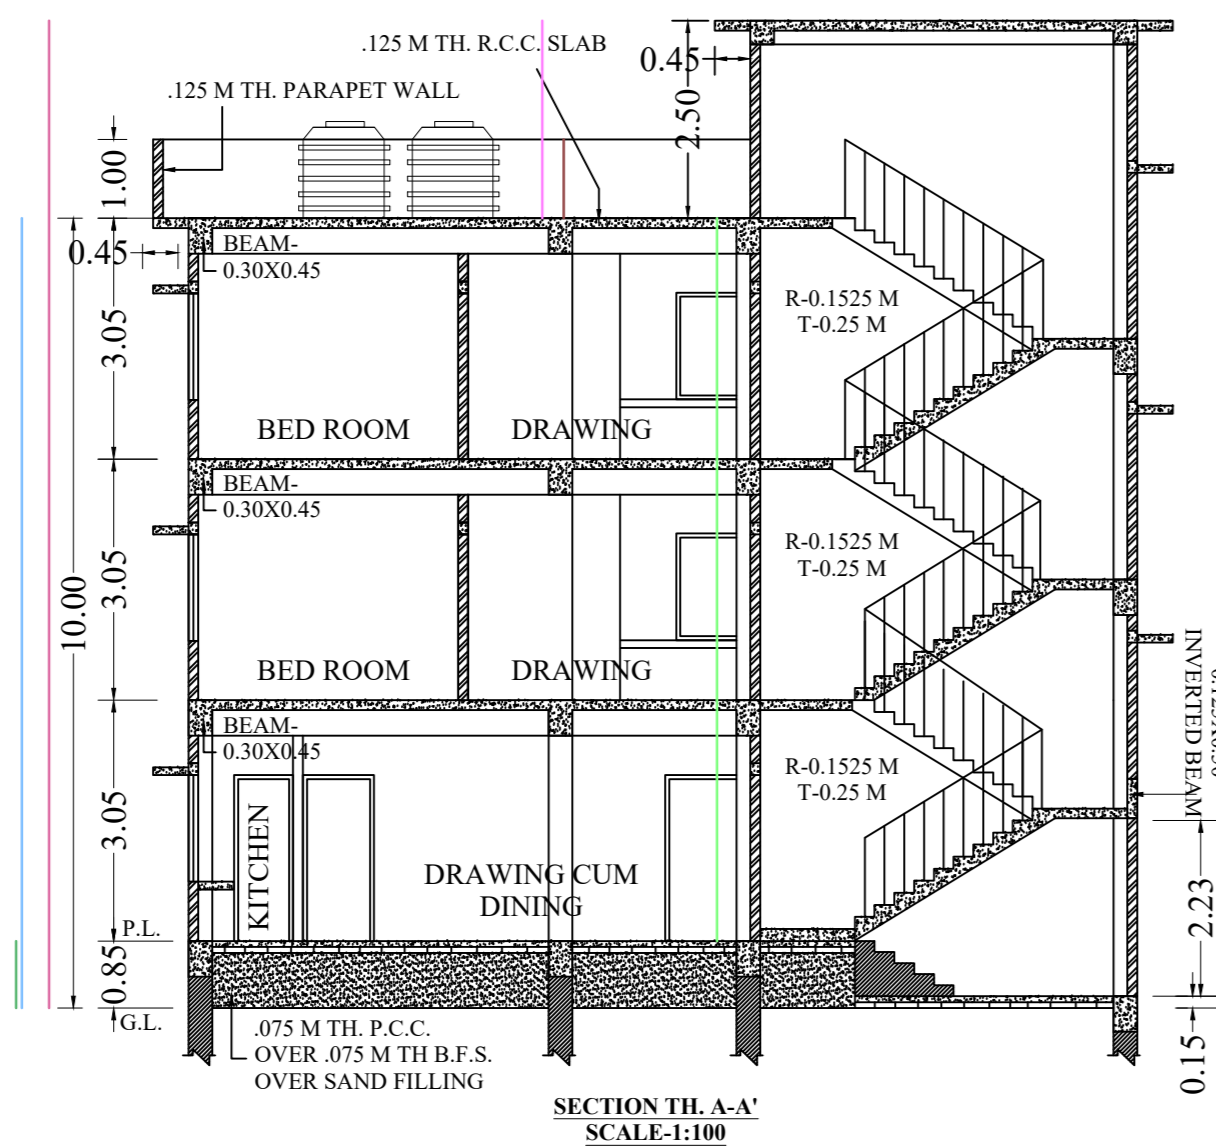 .125 M TH. R.C.C. SLAB
.125 M TH. PARAPET WALL
0.45
2.50
1.00
0.45
BEAM-
0.30X0.45
R-0.1525 M
T-0.25 M
3.05
BED ROOM
DRAWING
BEAM-
0.30X0.45
R-0.1525 M
T-0.25 M
3.05
10.00
BED ROOM
DRAWING
INVERTED BEAM
BEAM-
0.30X0.45
R-0.1525 M
T-0.25 M
3.05
KITCHEN
DRAWING CUM
DINING
2.23
P.L.
0.85
G.L.
.075 M TH. P.C.C.
OVER .075 M TH B.F.S.
OVER SAND FILLING
0.15
SECTION TH. A-A'
SCALE-1:100